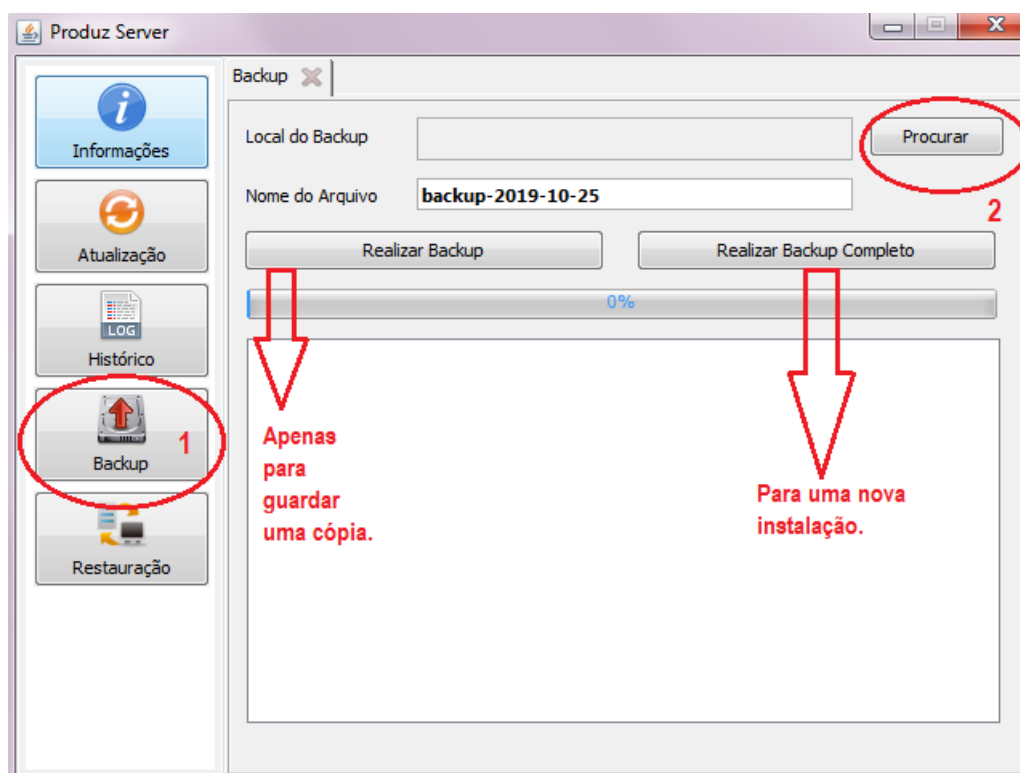 Produz Server
Informações
Atualização
LOG
Histórico
1
Backup
Restauração
Backup
Local do Backup
Procurar
2
Nome do Arquivo
backup-2019-10-25
Realizar Backup
Realizar Backup Completo
0%
Apenas
para
guardar
uma cópia.
Para uma nova
instalação.